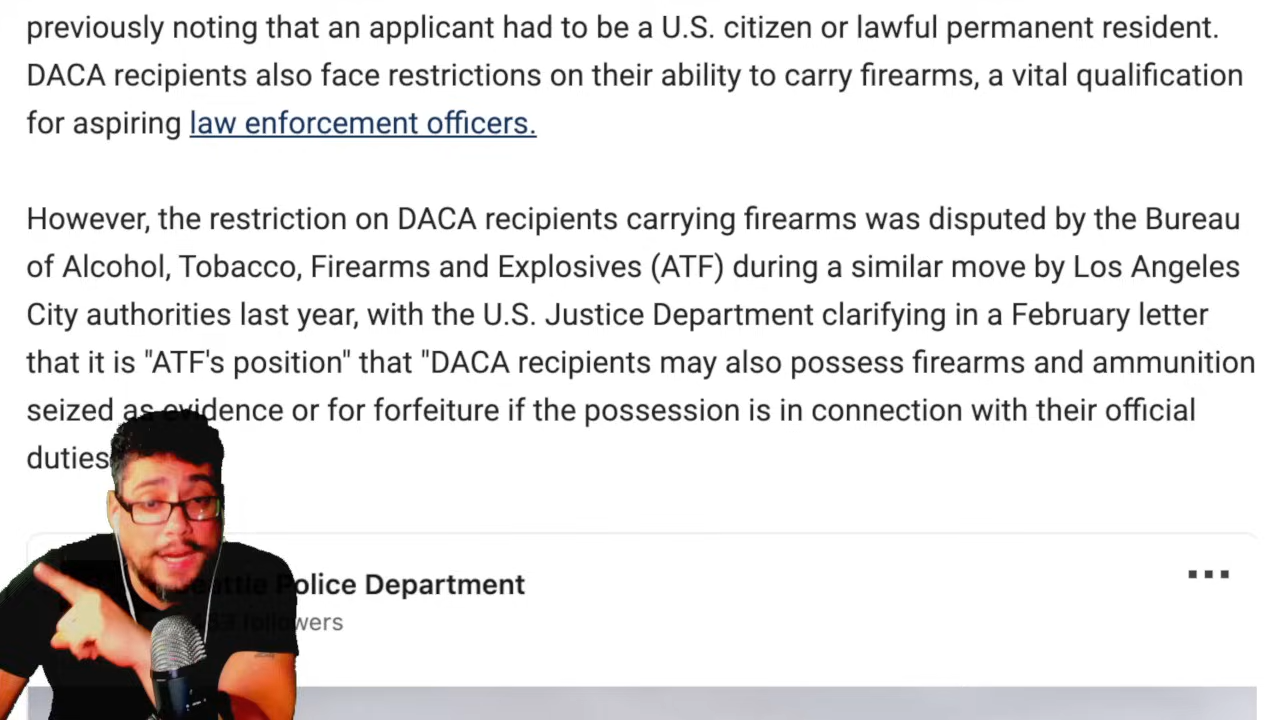 previously noting that an applicant had to be a U.S. citizen or lawful permanent resident.
DACA recipients also face restrictions on their ability to carry firearms, a vital qualification
for aspiring law enforcement officers.
However, the restriction on DACA recipients carrying firearms was disputed by the Bureau
of Alcohol, Tobacco, Firearms and Explosives (ATF) during a similar move by Los Angeles
City authorities last year, with the U.S. Justice Department clarifying in a February letter
that it is "ATF's position" that "DACA recipients may also possess firearms and ammunition
seized as evidence or for forfeiture if the possession is in connection with their official
duties
Seattle Police Department
followers